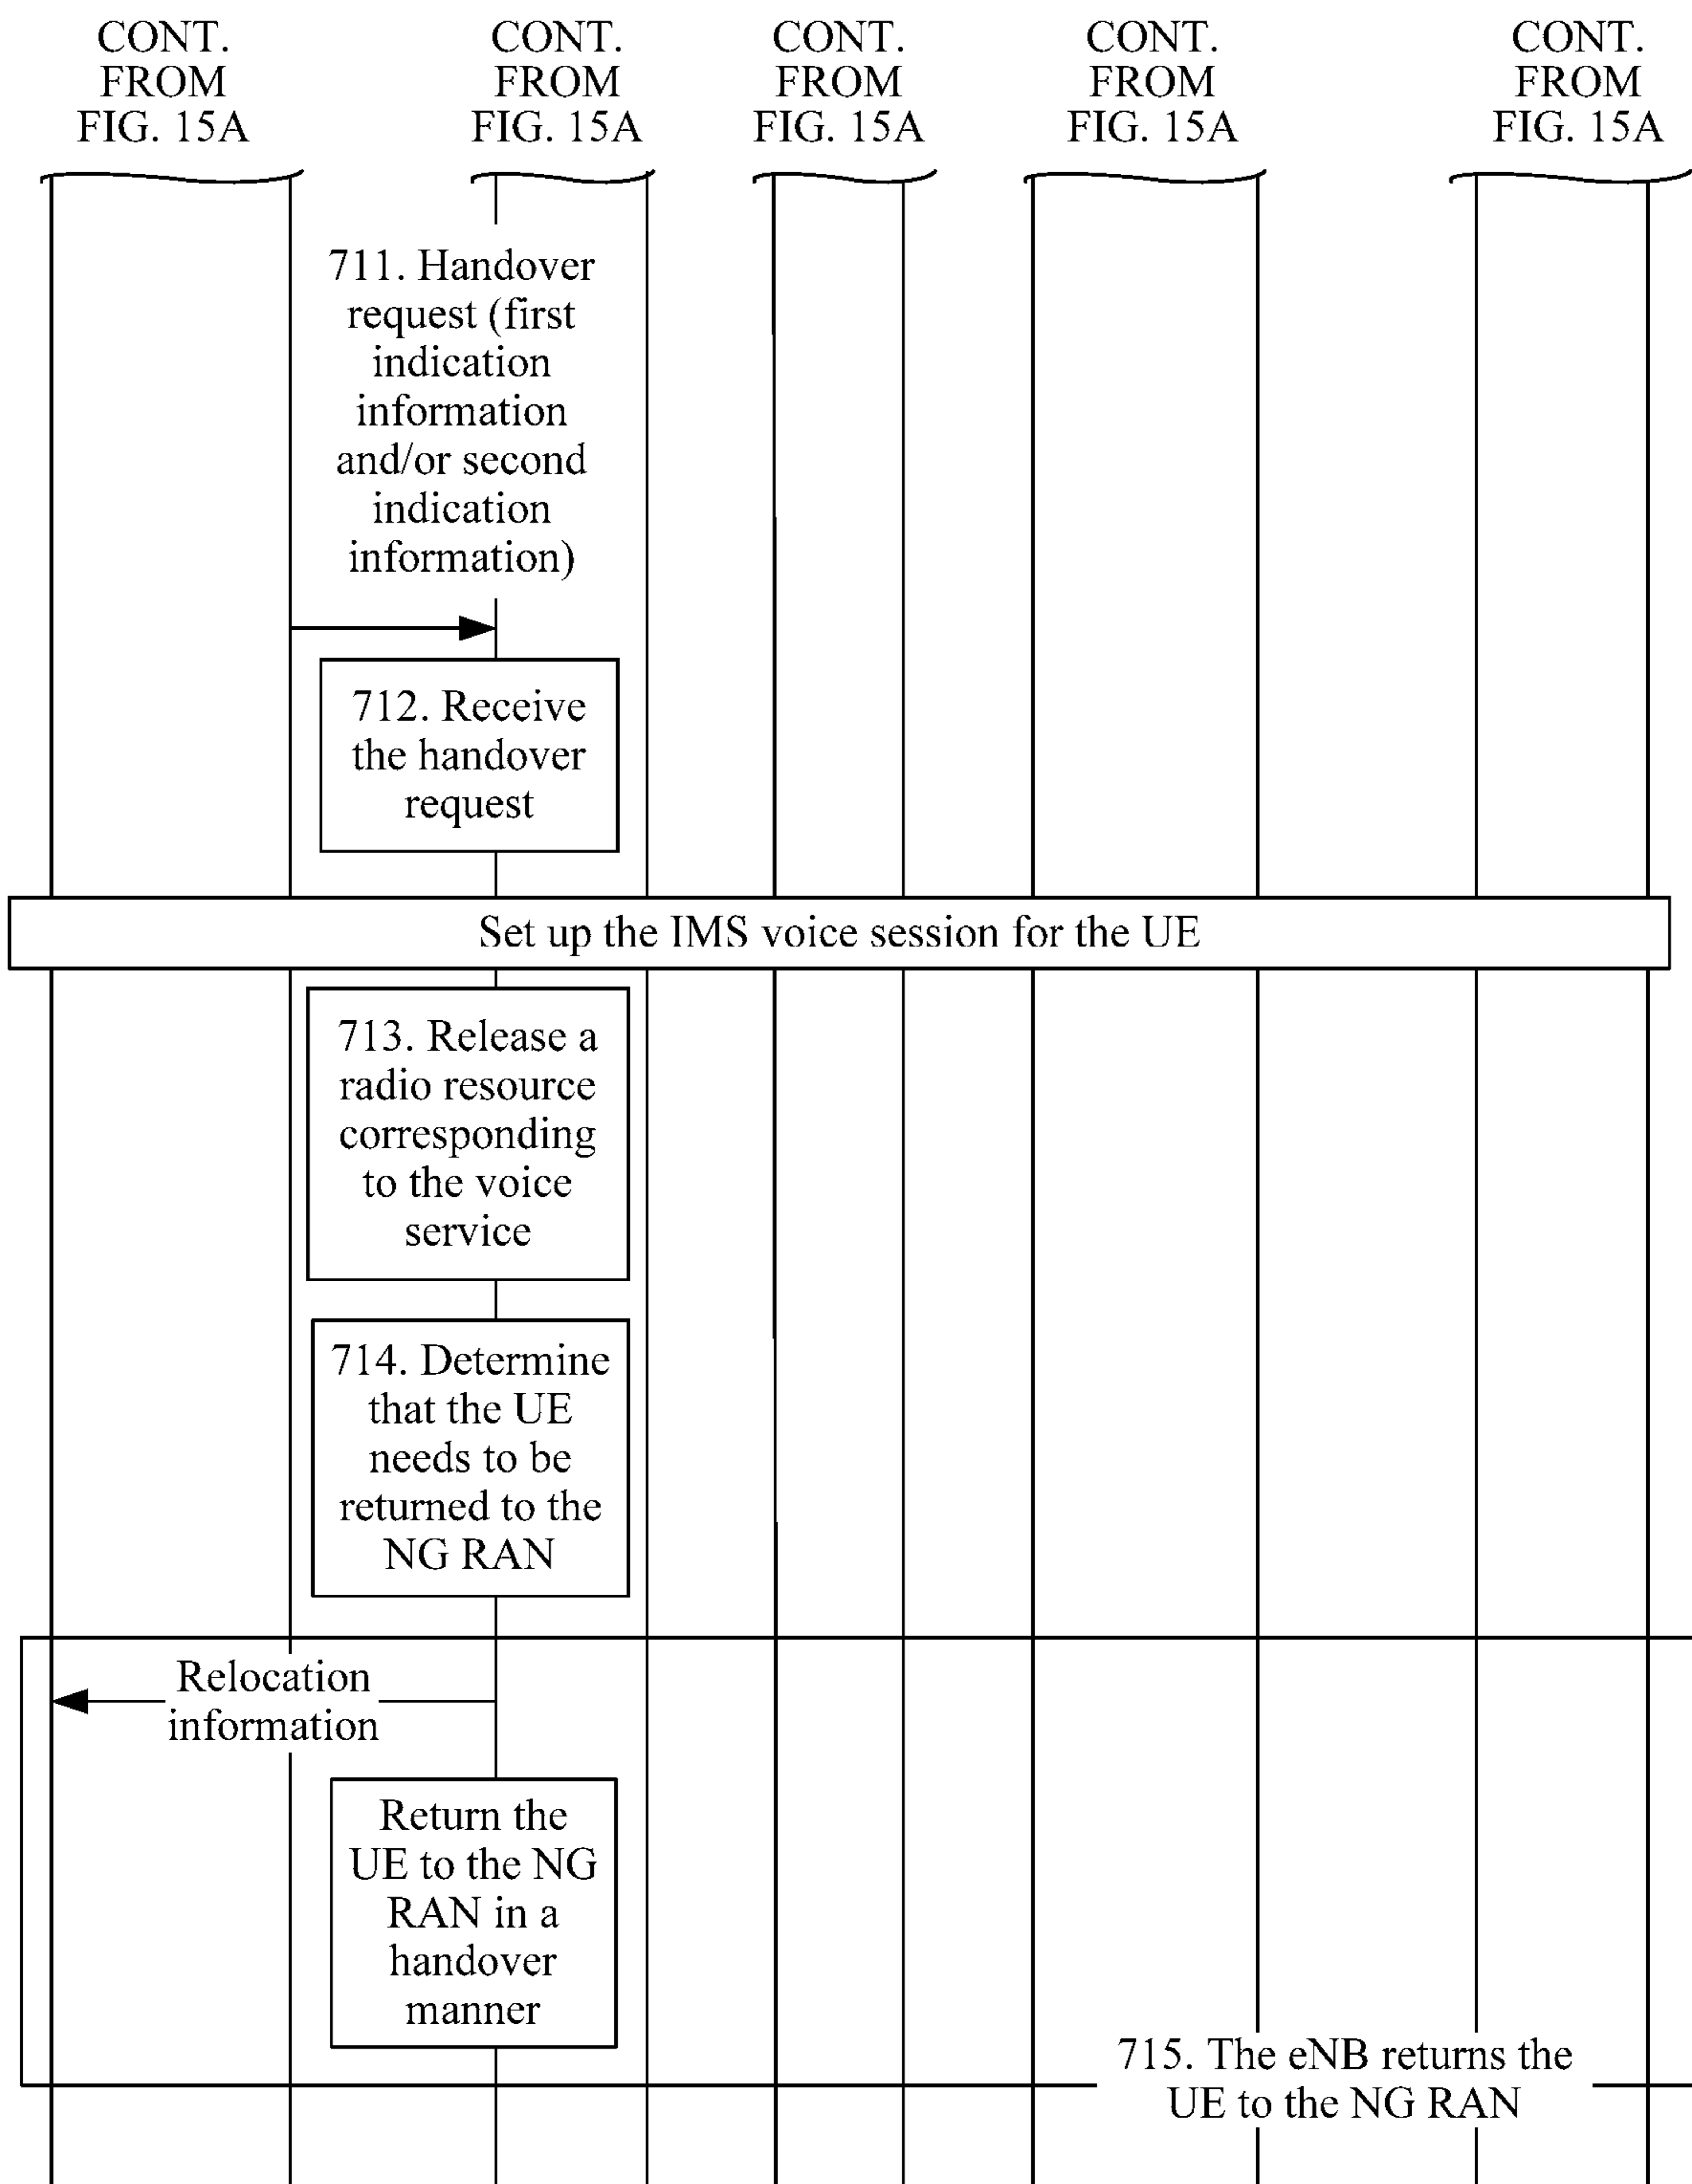 CONT.
FROM
FIG. 15A
CONT.
FROM
FIG. 15A
CONT.
FROM
FIG. 15A
CONT.
FROM
FIG. 15A
CONT.
FROM
FIG. 15A
711. Handover
request (first
indication
information
and/or second
indication
information)
712. Receive
the handover
request
Set up the IMS voice session for the UE
713. Release a
radio resource
corresponding
to the voice
service
714. Determine
that the UE
needs to be
returned to the
NG RAN
Relocation
information
Return the
UE to the NG
RAN in a
handover
manner
715. The eNB returns the
UE to the NG RAN